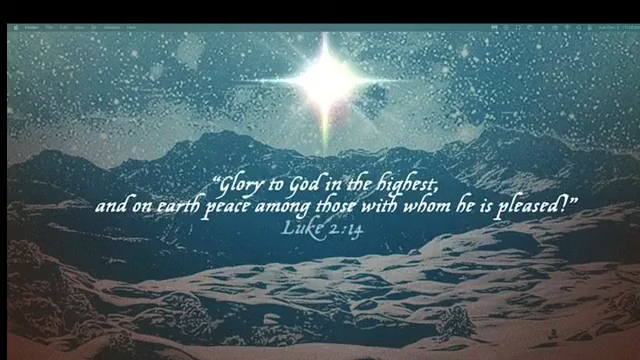 “Glory to God in the highest,
and on earth peace among those with whom he is pleased!”
Luke 2:14